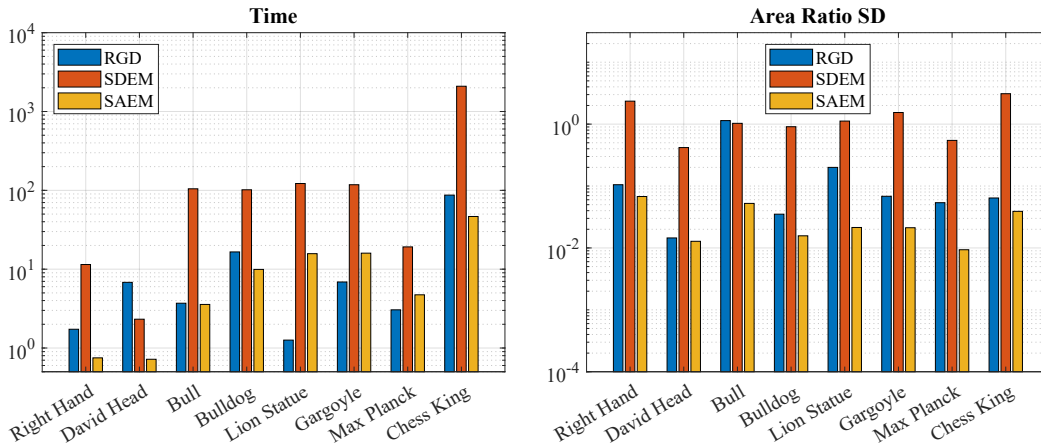 Time
10^4
10^3
10^2
10^1
10^0
RGD
SDEM
SAEM
Right Hand
David Head
Bull
Bulldog
Lion Statue
Gargoyle
Max Planck
Chess King
Area Ratio SD
10^0
10^-2
10^-4
RGD
SDEM
SAEM
Right Hand
David Head
Bull
Bulldog
Lion Statue
Gargoyle
Max Planck
Chess King